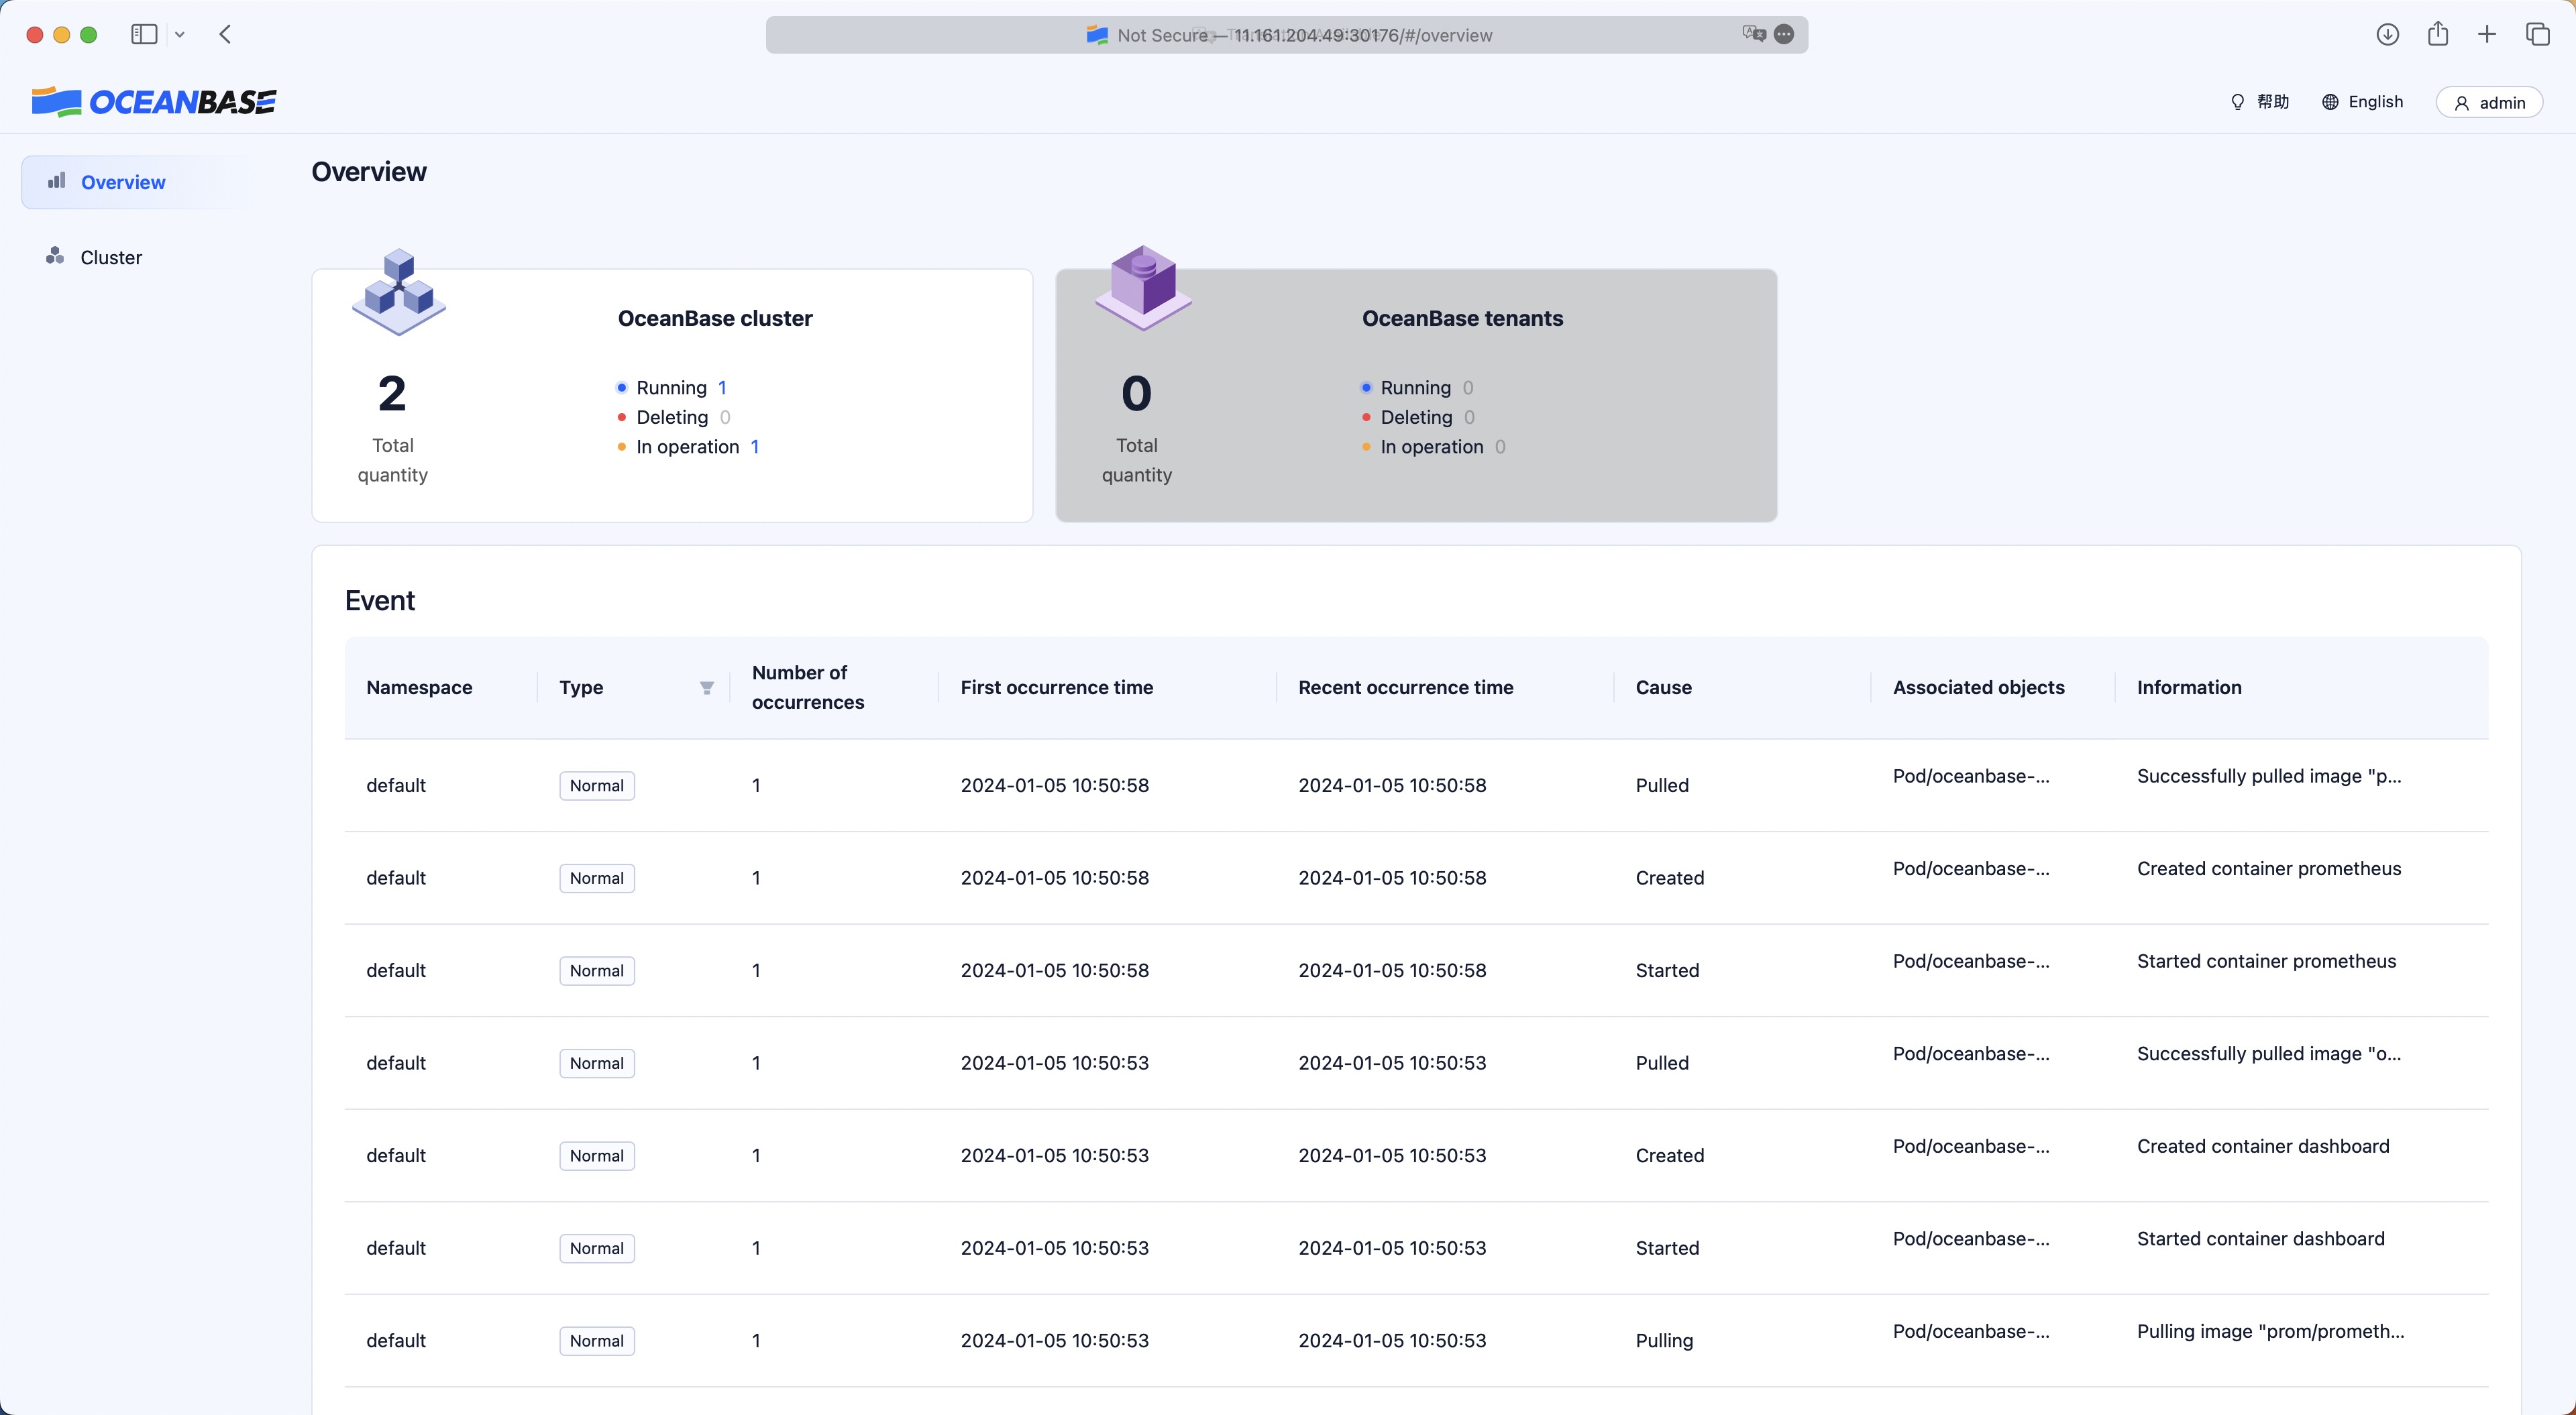 Not Secure — 11.161.204.49:30176/#/overview
OCEANBASE
帮助
English
admin
Overview
Cluster
Overview
OceanBase cluster
2
Total
quantity
Running 1
Deleting 0
In operation 1
OceanBase tenants
0
Total
quantity
Running 0
Deleting 0
In operation 0
Event
Namespace Type Number of occurrences First occurrence time Recent occurrence time Cause Associated objects Information
default Normal 1 2024-01-05 10:50:58 2024-01-05 10:50:58 Pulled Pod/oceanbase-... Successfully pulled image "p...
default Normal 1 2024-01-05 10:50:58 2024-01-05 10:50:58 Created Pod/oceanbase-... Created container prometheus
default Normal 1 2024-01-05 10:50:58 2024-01-05 10:50:58 Started Pod/oceanbase-... Started container prometheus
default Normal 1 2024-01-05 10:50:53 2024-01-05 10:50:53 Pulled Pod/oceanbase-... Successfully pulled image "o...
default Normal 1 2024-01-05 10:50:53 2024-01-05 10:50:53 Created Pod/oceanbase-... Created container dashboard
default Normal 1 2024-01-05 10:50:53 2024-01-05 10:50:53 Started Pod/oceanbase-... Started container dashboard
default Normal 1 2024-01-05 10:50:53 2024-01-05 10:50:53 Pulling Pod/oceanbase-... Pulling image "prom/prometh...